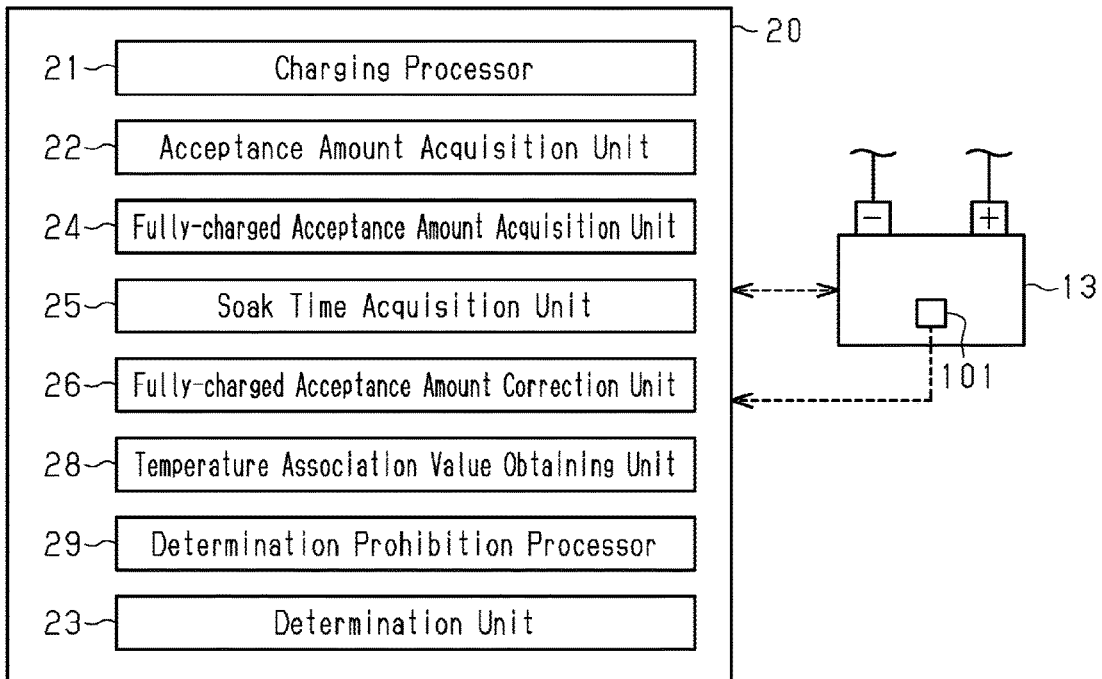 20
21 Charging Processor
22 Acceptance Amount Acquisition Unit
24 Fully-charged Acceptance Amount Acquisition Unit
- +
25 Soak Time Acquisition Unit
13
26 Fully-charged Acceptance Amount Correction Unit
101
28 Temperature Association Value Obtaining Unit
29 Determination Prohibition Processor
23 Determination Unit